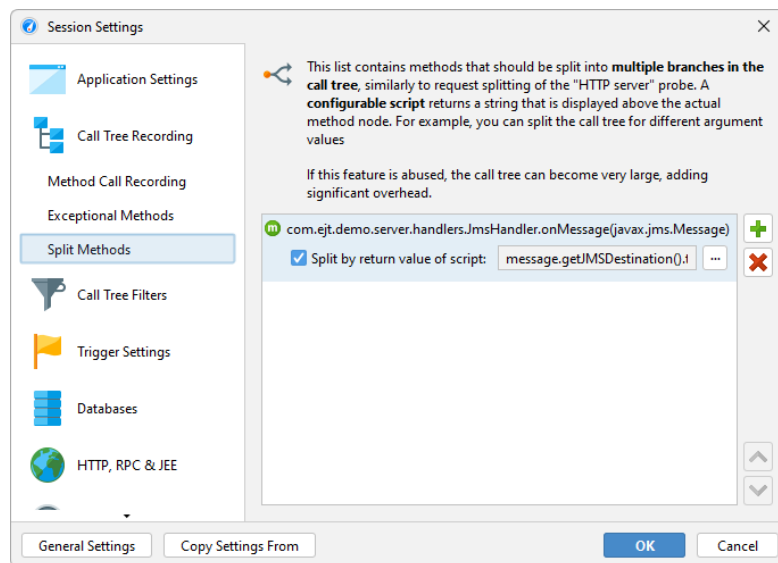 Session Settings
Application Settings
Call Tree Recording
Method Call Recording
Exceptional Methods
Split Methods
Call Tree Filters
Trigger Settings
Databases
HTTP, RPC & JEE
This list contains methods that should be split into multiple branches in the
call tree, similarly to request splitting of the "HTTP server" probe. A
configurable script returns a string that is displayed above the actual
method node. For example, you can split the call tree for different argument
values
If this feature is abused, the call tree can become very large, adding
significant overhead.
m com.ejt.demo.server.handlers.JmsHandler.onMessage(javax.jms.Message)
Split by return value of script: message.getJMSDestination().t ...
General Settings Copy Settings From OK Cancel